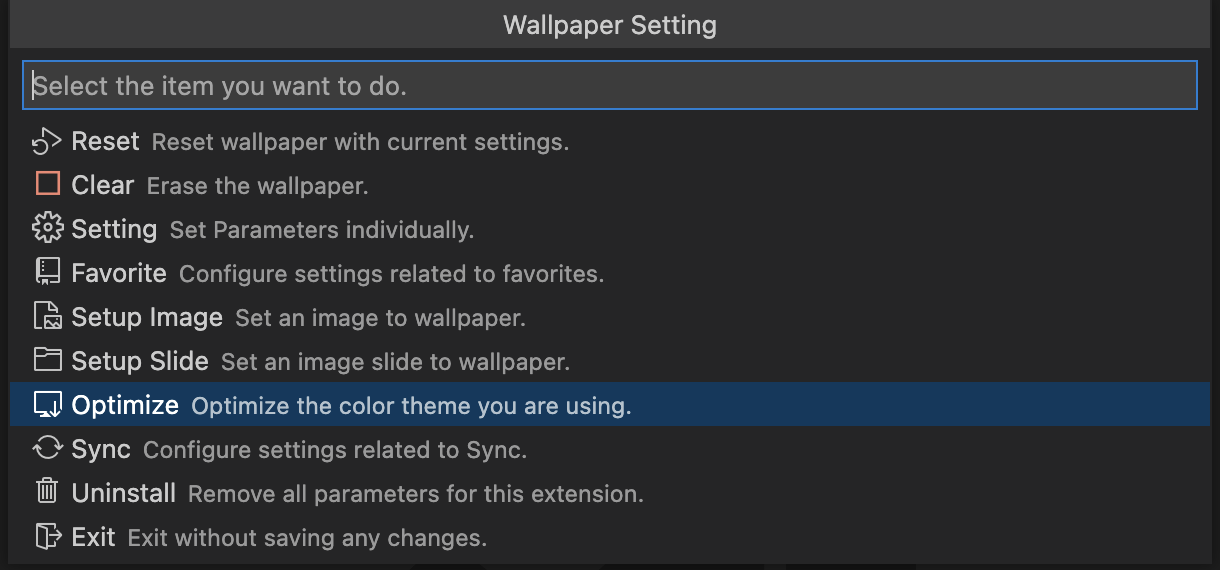 Wallpaper Setting
Select the item you want to do.
Reset Reset wallpaper with current settings.
Clear Erase the wallpaper.
Setting Set Parameters individually.
Favorite Configure settings related to favorites.
Setup Image Set an image to wallpaper.
Setup Slide Set an image slide to wallpaper.
Optimize Optimize the color theme you are using.
Sync Configure settings related to Sync.
Uninstall Remove all parameters for this extension.
Exit Exit without saving any changes.